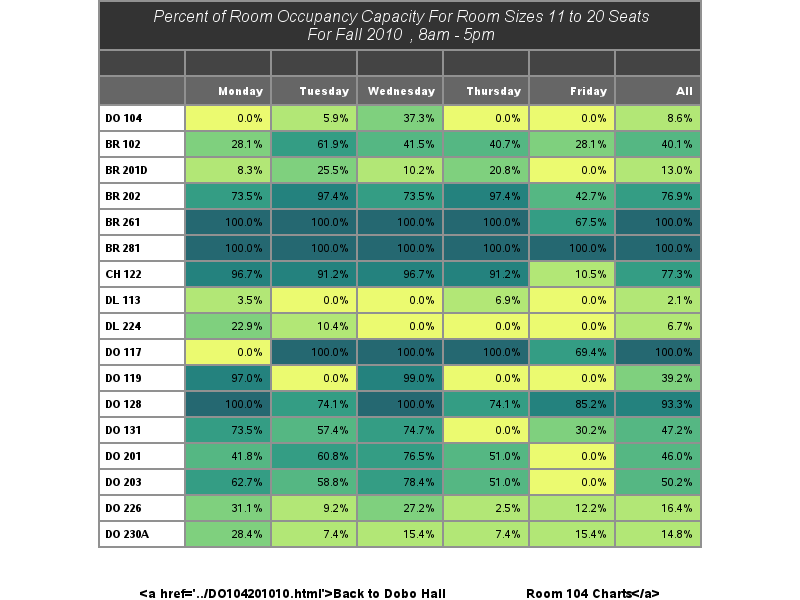 Percent of Room Occupancy Capacity For Room Sizes 11 to 20 Seats
For Fall 2010 , 8am - 5pm
Monday Tuesday Wednesday Thursday Friday All
DO 104 0.0% 5.9% 37.3% 0.0% 0.0% 8.6%
BR 102 28.1% 61.9% 41.5% 40.7% 28.1% 40.1%
BR 201D 8.3% 25.5% 10.2% 20.8% 0.0% 13.0%
BR 202 73.5% 97.4% 73.5% 97.4% 42.7% 76.9%
BR 261 100.0% 100.0% 100.0% 100.0% 67.5% 100.0%
BR 281 100.0% 100.0% 100.0% 100.0% 100.0% 100.0%
CH 122 96.7% 91.2% 96.7% 91.2% 10.5% 77.3%
DL 113 3.5% 0.0% 0.0% 6.9% 0.0% 2.1%
DL 224 22.9% 10.4% 0.0% 0.0% 0.0% 6.7%
DO 117 0.0% 100.0% 100.0% 100.0% 69.4% 100.0%
DO 119 97.0% 0.0% 99.0% 0.0% 0.0% 39.2%
DO 128 100.0% 74.1% 100.0% 74.1% 85.2% 93.3%
DO 131 73.5% 57.4% 74.7% 0.0% 30.2% 47.2%
DO 201 41.8% 60.8% 76.5% 51.0% 0.0% 46.0%
DO 203 62.7% 58.8% 78.4% 51.0% 0.0% 50.2%
DO 226 31.1% 9.2% 27.2% 2.5% 12.2% 16.4%
DO 230A 28.4% 7.4% 15.4% 7.4% 15.4% 14.8%
<a href='../DO104201010.html'>Back to Dobo Hall Room 104 Charts</a>